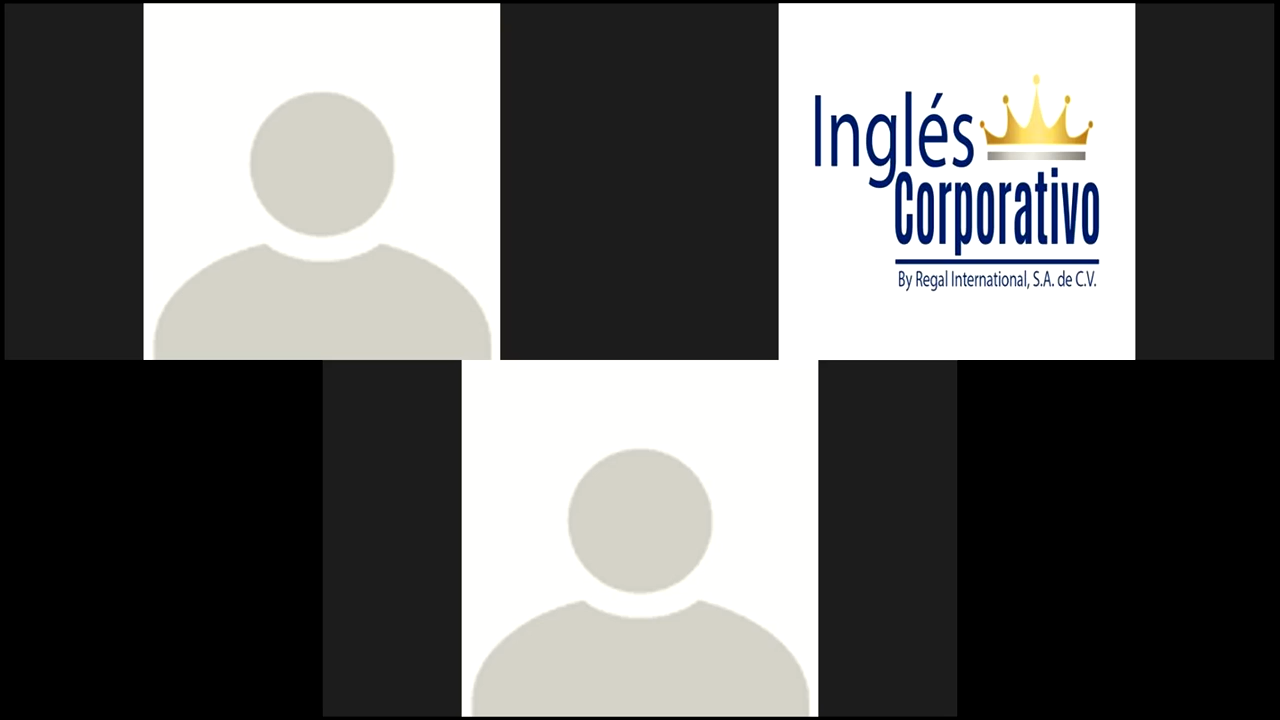 Inglés
Corporativo
By Regal International, S.A. de C.V.